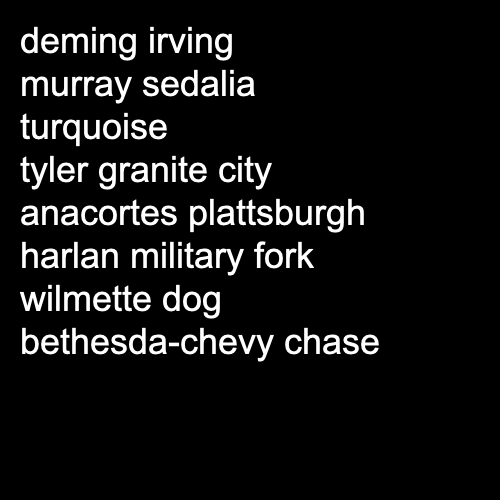 deming irving
murray sedalia
turquoise
tyler granite city
anacortes plattsburgh
harlan military fork
wilmette dog
bethesda-chevy chase